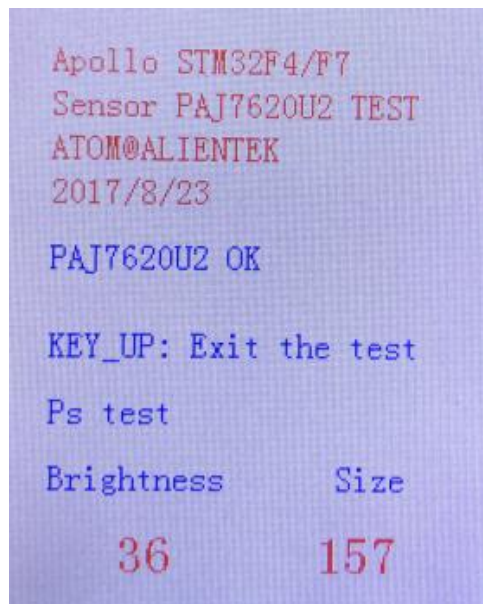 Apollo STM32F4/F7
Sensor PAJ7620U2 TEST
ATOM@ALIENTEK
2017/8/23
PAJ7620U2 OK
KEY_UP: Exit the test
Ps test
Brightness Size
36 157